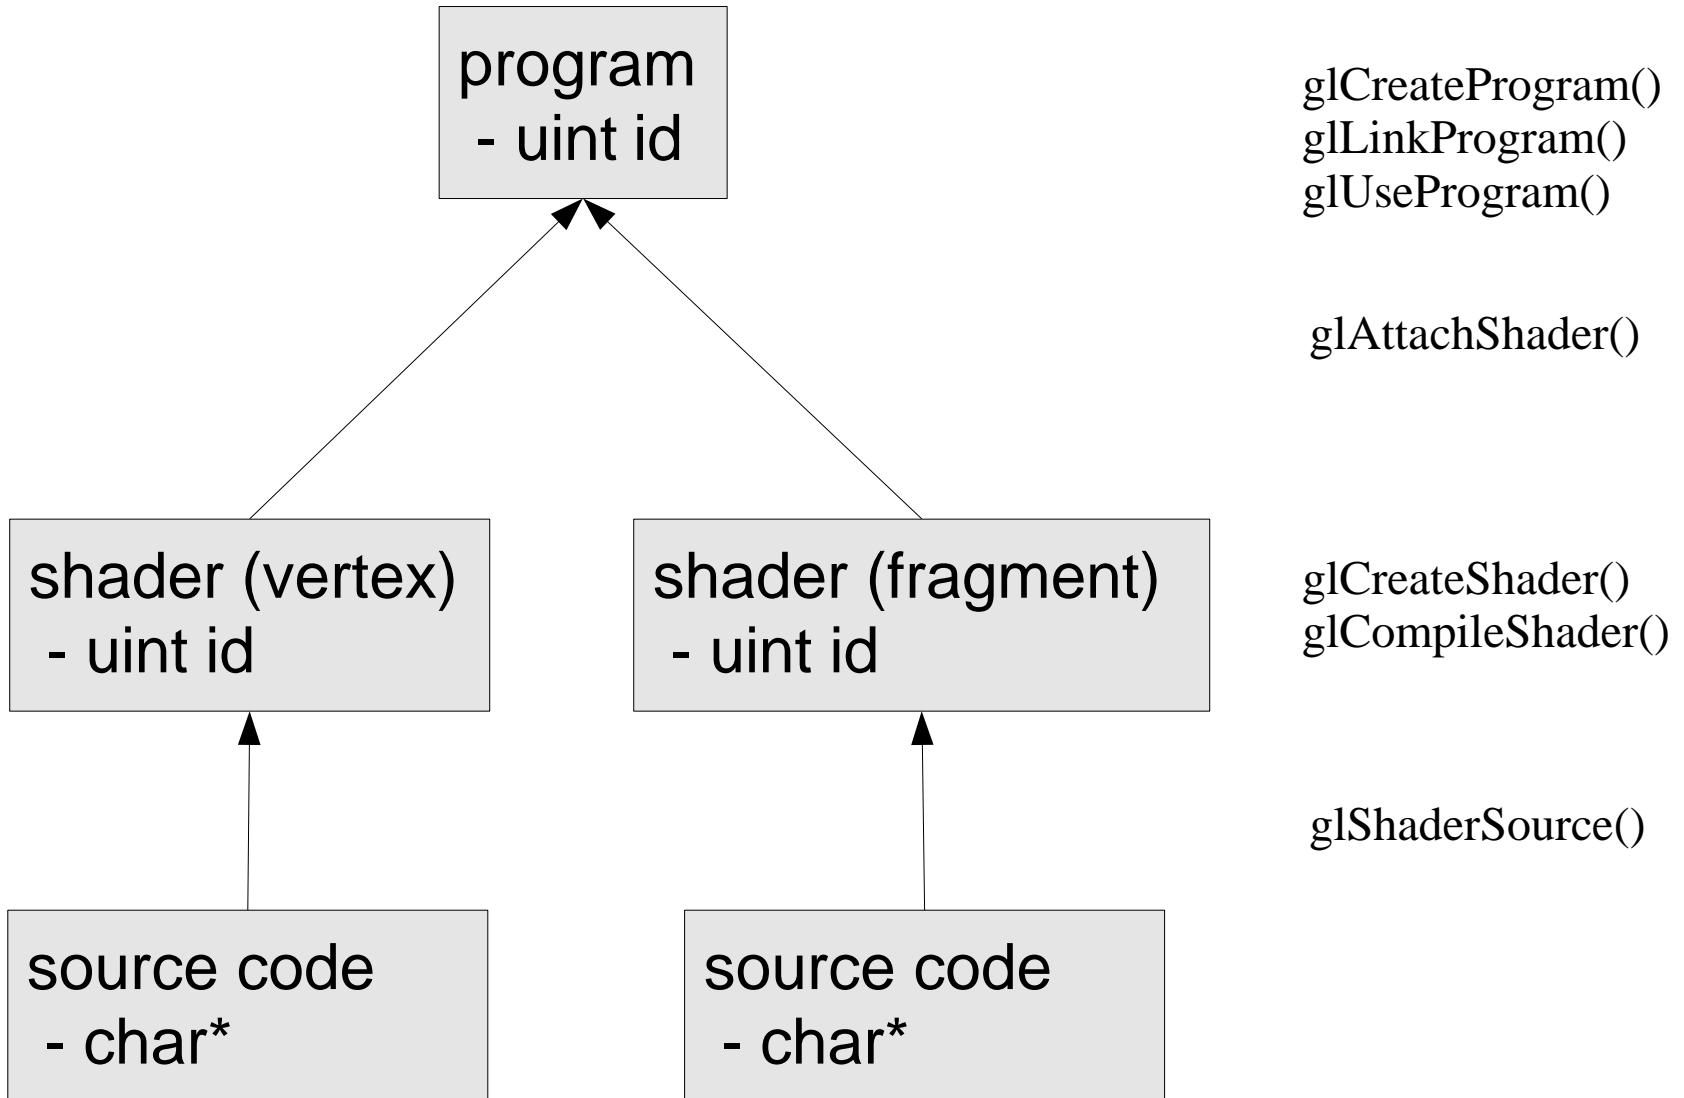 program
- uint id
glCreateProgram()
glLinkProgram()
glUseProgram()
glAttachShader()
shader (vertex)
- uint id
shader (fragment)
- uint id
glCreateShader()
glCompileShader()
glShaderSource()
source code
- char*
source code
- char*